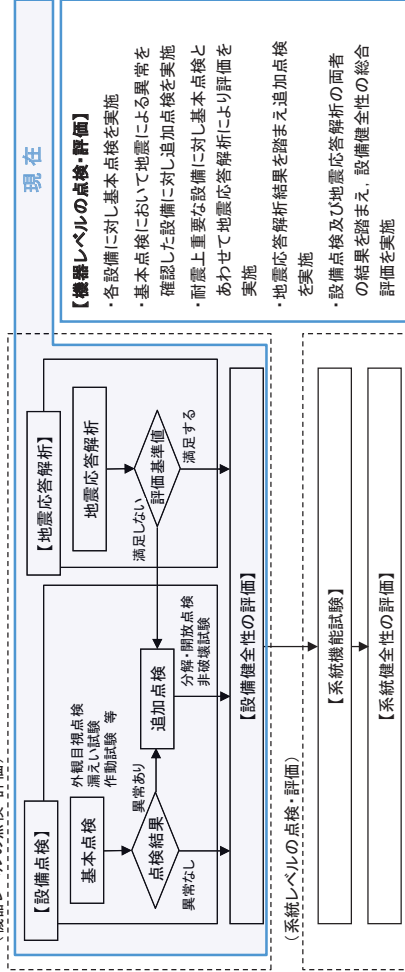 (機器レベルの点検・評価)
【設備点検】
基本点検
外観目視点検
漏えい試験
作動試験 等
点検結果
異常あり
異常なし
追加点検
分解・開放点検
非破壊試験
【地震応答解析】
地震応答解析
評価基準値
満足しない
満足する
【設備健全性の評価】
(系統レベルの点検・評価)
【系統機能試験】
【系統健全性の評価】
現在
【機器レベルの点検・評価】
・各設備に対し基本点検を実施
・基本点検において地震による異常を
確認した設備に対し追加点検を実施
・耐震上重要な設備に対し基本点検と
あわせて地震応答解析により評価を
実施
・地震応答解析結果を踏まえ追加点検
を実施
・設備点検及び地震応答解析の両者
の結果を踏まえ，設備健全性の総合
評価を実施